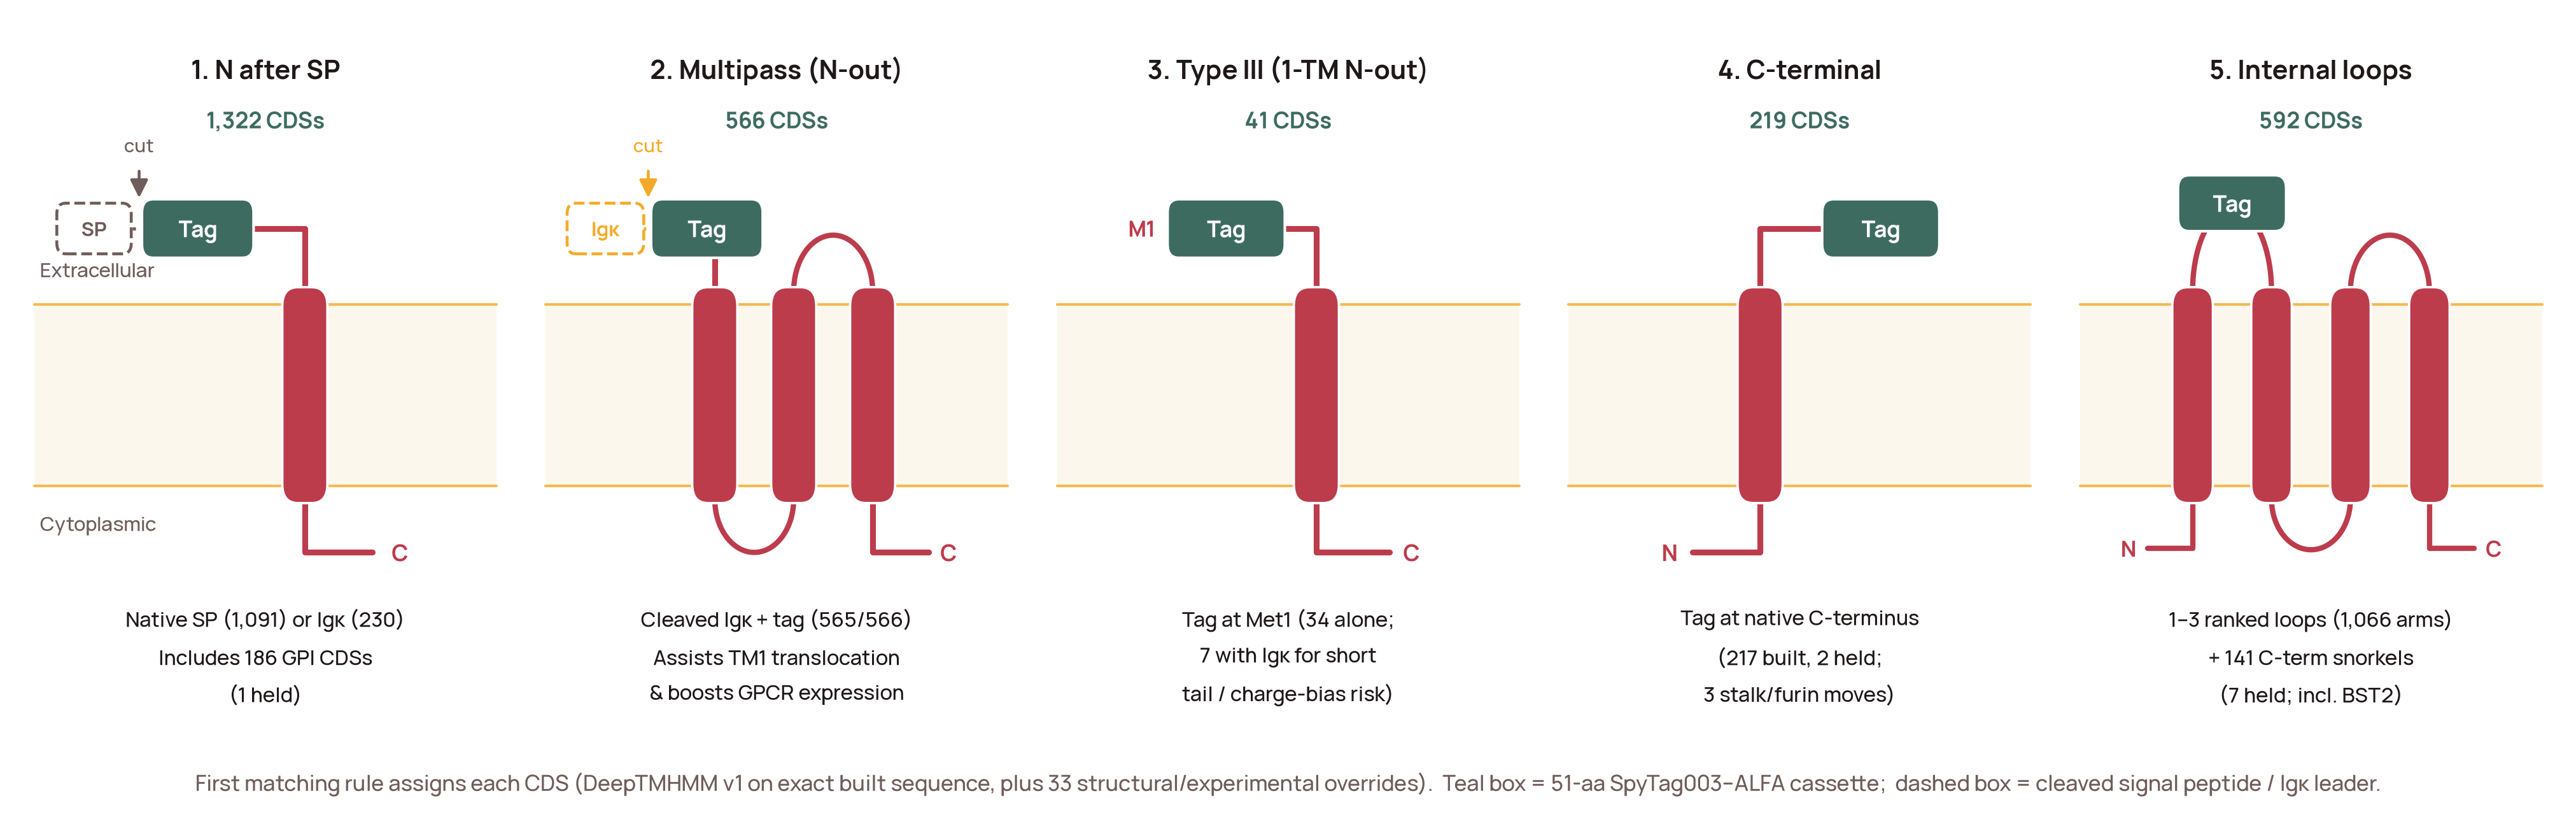 1. N after SP
1,322 CDSs
cut
SP
Tag
Extracellular
Cytoplasmic
C
Native SP (1,091) or Igκ (230)
Includes 186 GPI CDSs
(1 held)
2. Multipass (N-out)
566 CDSs
cut
Igκ
Tag
C
Cleaved Igκ + tag (565/566)
Assists TM1 translocation
& boosts GPCR expression
3. Type III (1-TM N-out)
41 CDSs
M1
Tag
C
Tag at Met1 (34 alone;
7 with Igκ for short
tail / charge-bias risk)
4. C-terminal
219 CDSs
Tag
N
Tag at native C-terminus
(217 built, 2 held;
3 stalk/furin moves)
5. Internal loops
592 CDSs
Tag
N
C
1–3 ranked loops (1,066 arms)
+ 141 C-term snorkels
(7 held; incl. BST2)
First matching rule assigns each CDS (DeepTMHMM v1 on exact built sequence, plus 33 structural/experimental overrides). Teal box = 51-aa SpyTag003–ALFA cassette; dashed box = cleaved signal peptide / Igκ leader.